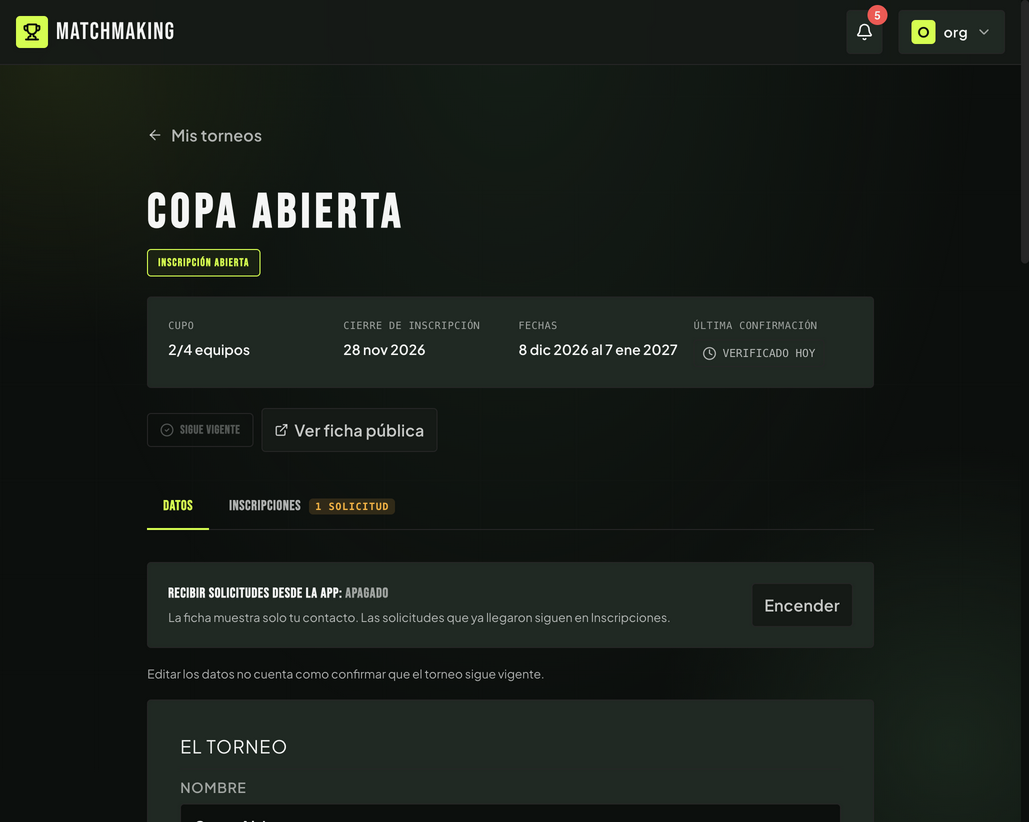 MATCHMAKING
5
O
org
Mis torneos
COPA ABIERTA
INSCRIPCIÓN ABIERTA
CUPO
CIERRE DE INSCRIPCIÓN
FECHAS
ÚLTIMA CONFIRMACIÓN
2/4 equipos
28 nov 2026
8 dic 2026 al 7 ene 2027
VERIFICADO HOY
SIGUE VIGENTE
Ver ficha pública
DATOS
INSCRIPCIONES
1 SOLICITUD
RECIBIR SOLICITUDES DESDE LA APP: APAGADO
La ficha muestra solo tu contacto. Las solicitudes que ya llegaron siguen en Inscripciones.
Encender
Editar los datos no cuenta como confirmar que el torneo sigue vigente.
EL TORNEO
NOMBRE